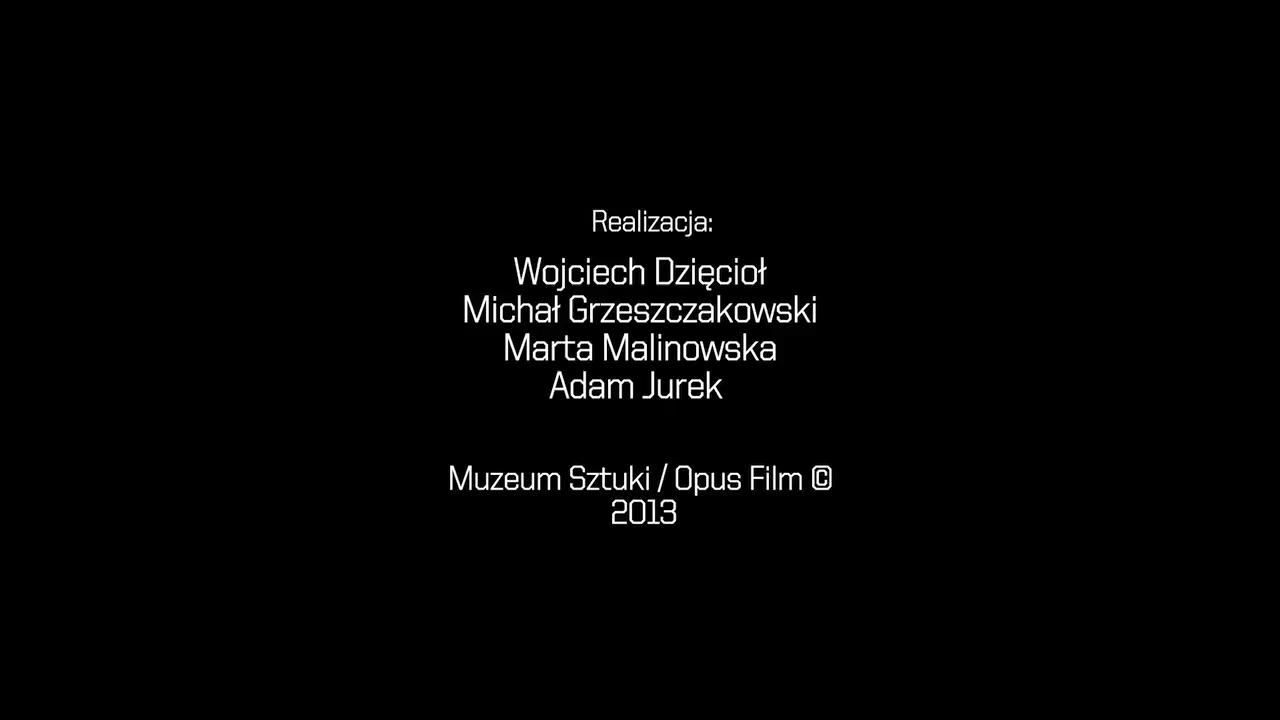 Realizacja:
Wojciech Dzięcioł
Michał Grzeszczakowski
Marta Malinowska
Adam Jurek
Muzeum Sztuki / Opus Film ©
2013